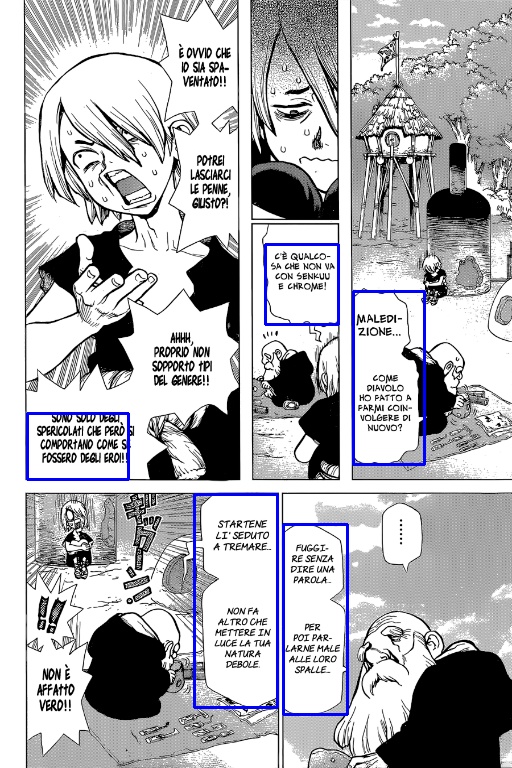 MALEDI-
ZIONE...
COME
DIAVOLO
HO FATTO A
FARMI COIN-
VOLGERE DI
NUOVO?
C'È QUALCO-
SA CHE NON VA
CON SENKUU
E CHROME!
È OVVIO CHE
IO SIA SPA-
VENTATO!!
POTREI
LASCIARCI
LE PENNE,
GIUSTO?!
AHHH,
PROPRIO NON
SOPPORTO TIPI
DEL GENERE!!
SONO SOLO DEGLI
SPERICOLATI CHE PERÒ SI
COMPORTANO COME SE
FOSSERO DEGLI EROI!!
....
FUGGI-
RE SENZA
DIRE UNA
PAROLA...
PER
POI PAR-
LARNE MALE
ALLE LORO
SPALLE...
STARTENE
LI' SEDUTO
A TREMARE...
NON FA
ALTRO CHE
METTERE IN
LUCE LA TUA
NATURA
DEBOLE.
NON È
AFFATTO
VERO!!